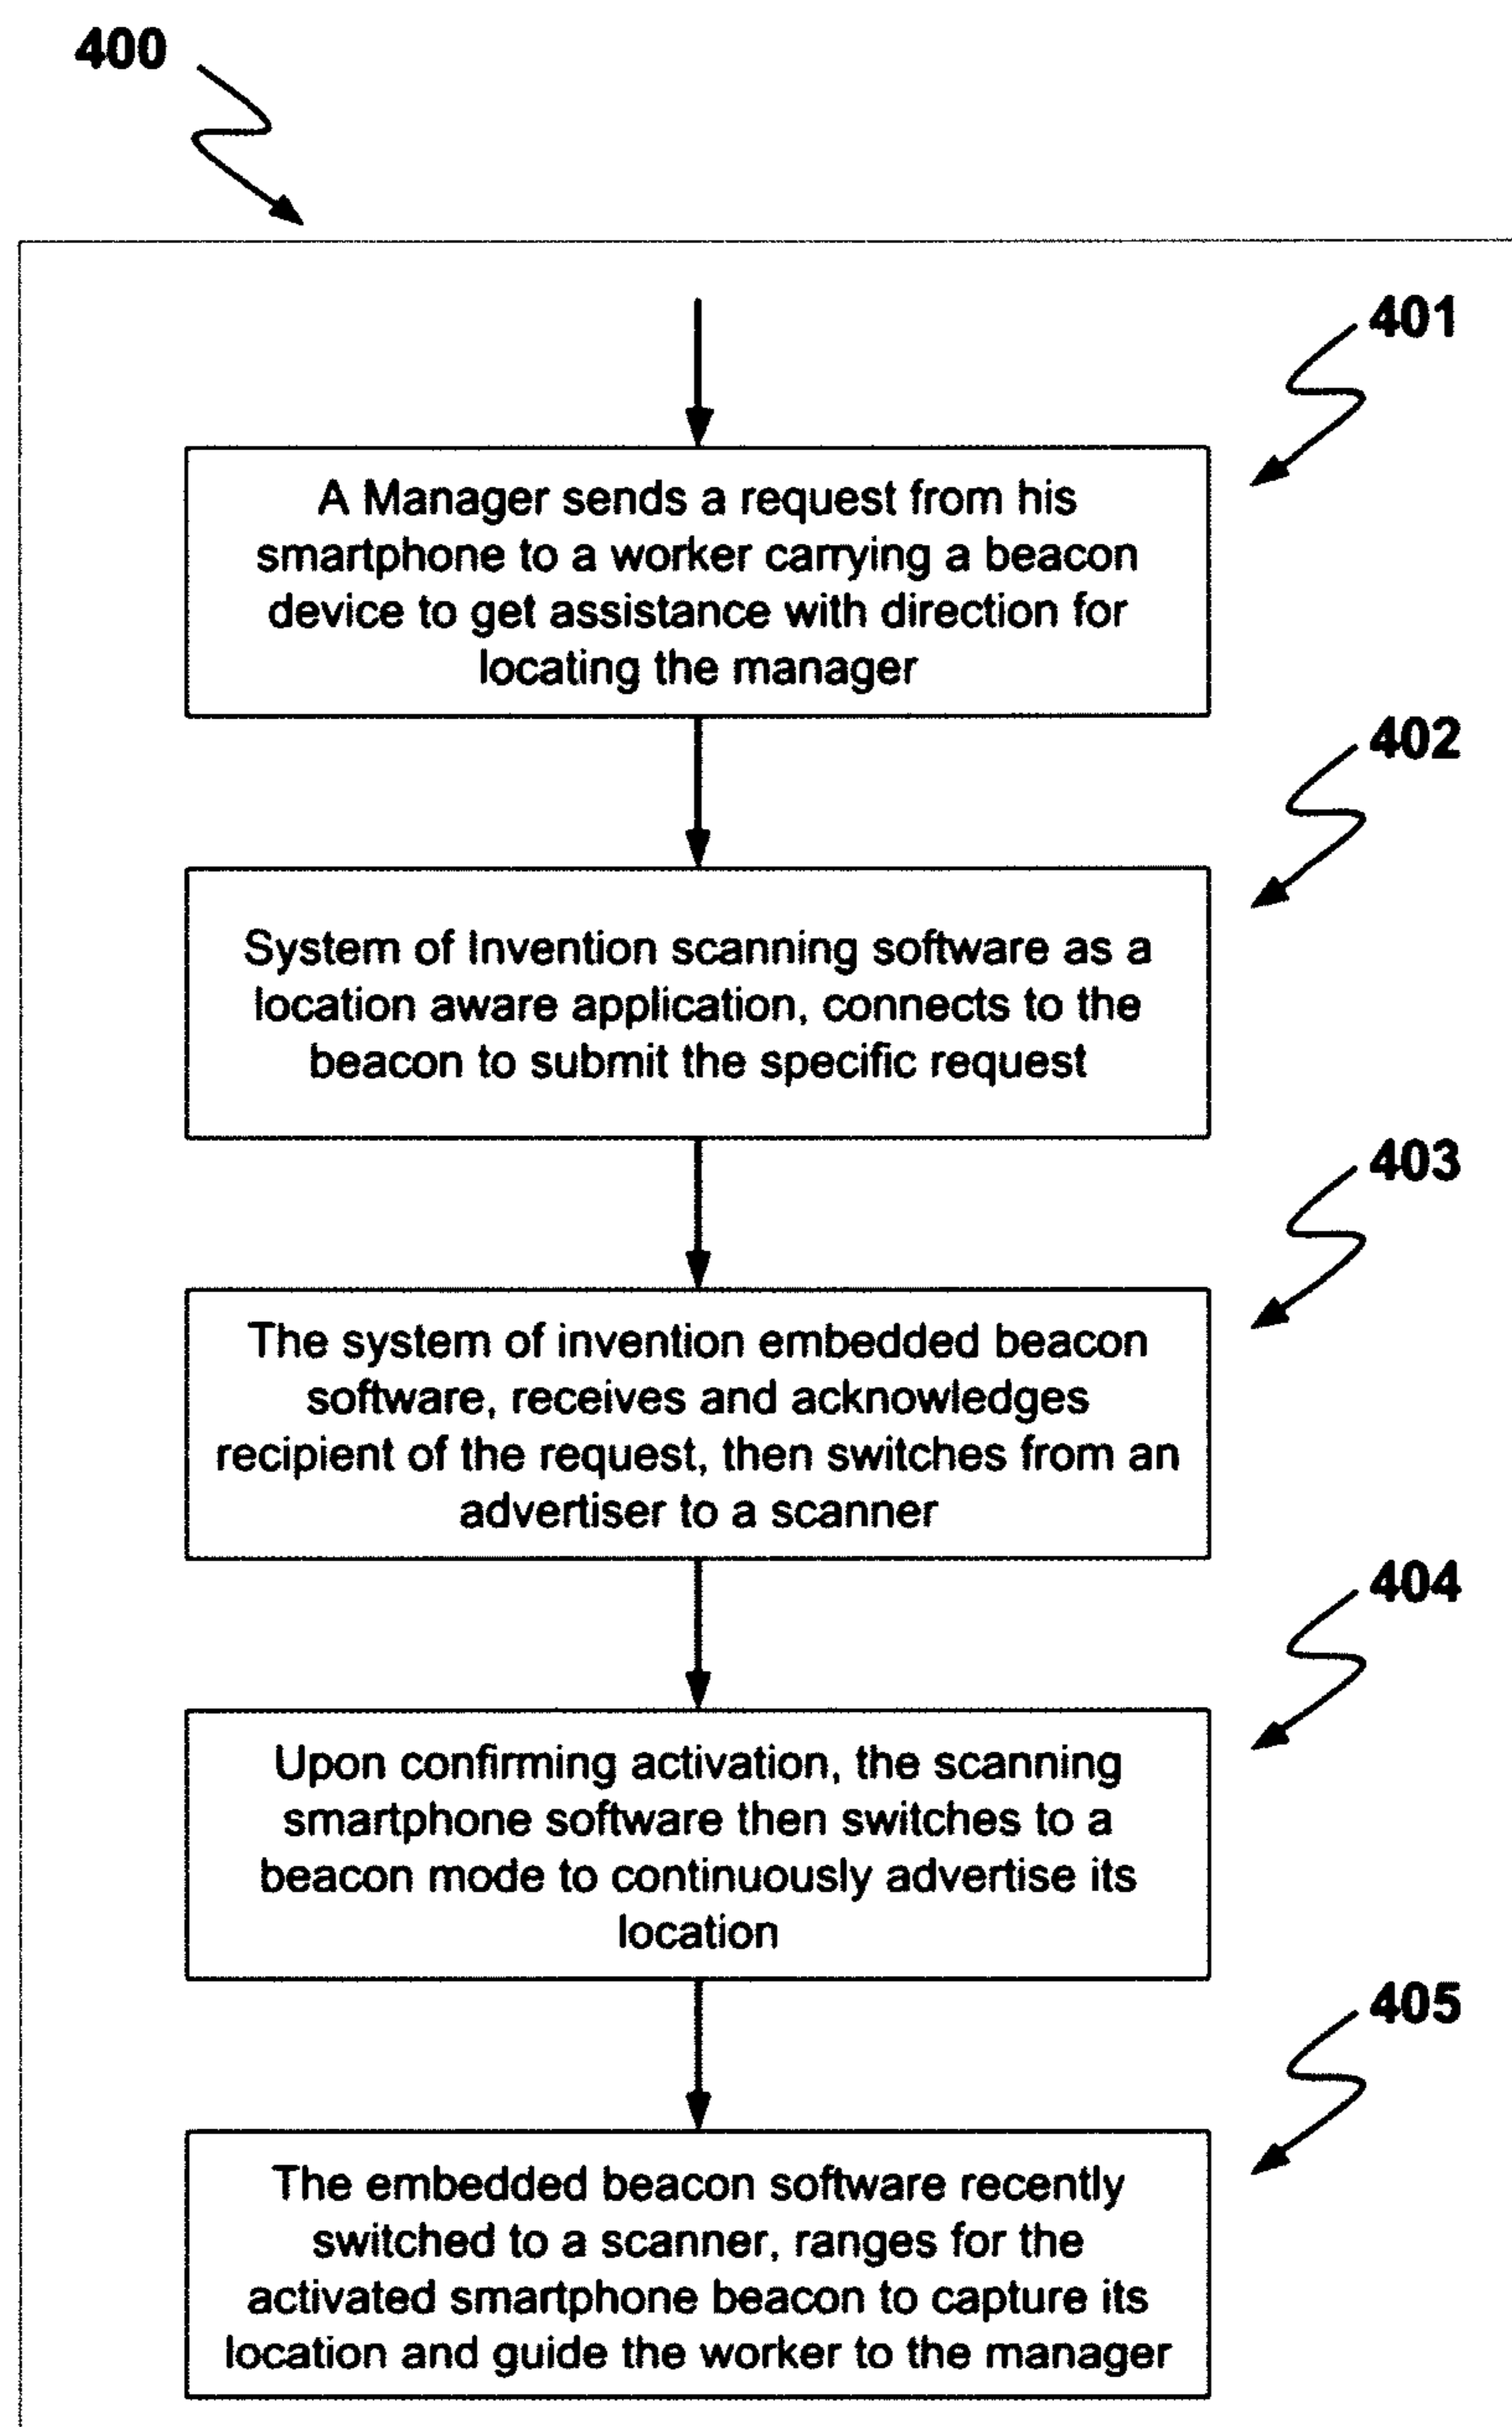 400
401
A Manager sends a request from his
smartphone to a worker carrying a beacon
device to get assistance with direction for
locating the manager
402
System of Invention scanning software as a
location aware application, connects to the
beacon to submit the specific request
403
The system of invention embedded beacon
software, receives and acknowledges
recipient of the request, then switches from an
advertiser to a scanner
404
Upon confirming activation, the scanning
smartphone software then switches to a
beacon mode to continuously advertise its
location
405
The embedded beacon software recently
switched to a scanner, ranges for the
activated smartphone beacon to capture its
location and guide the worker to the manager